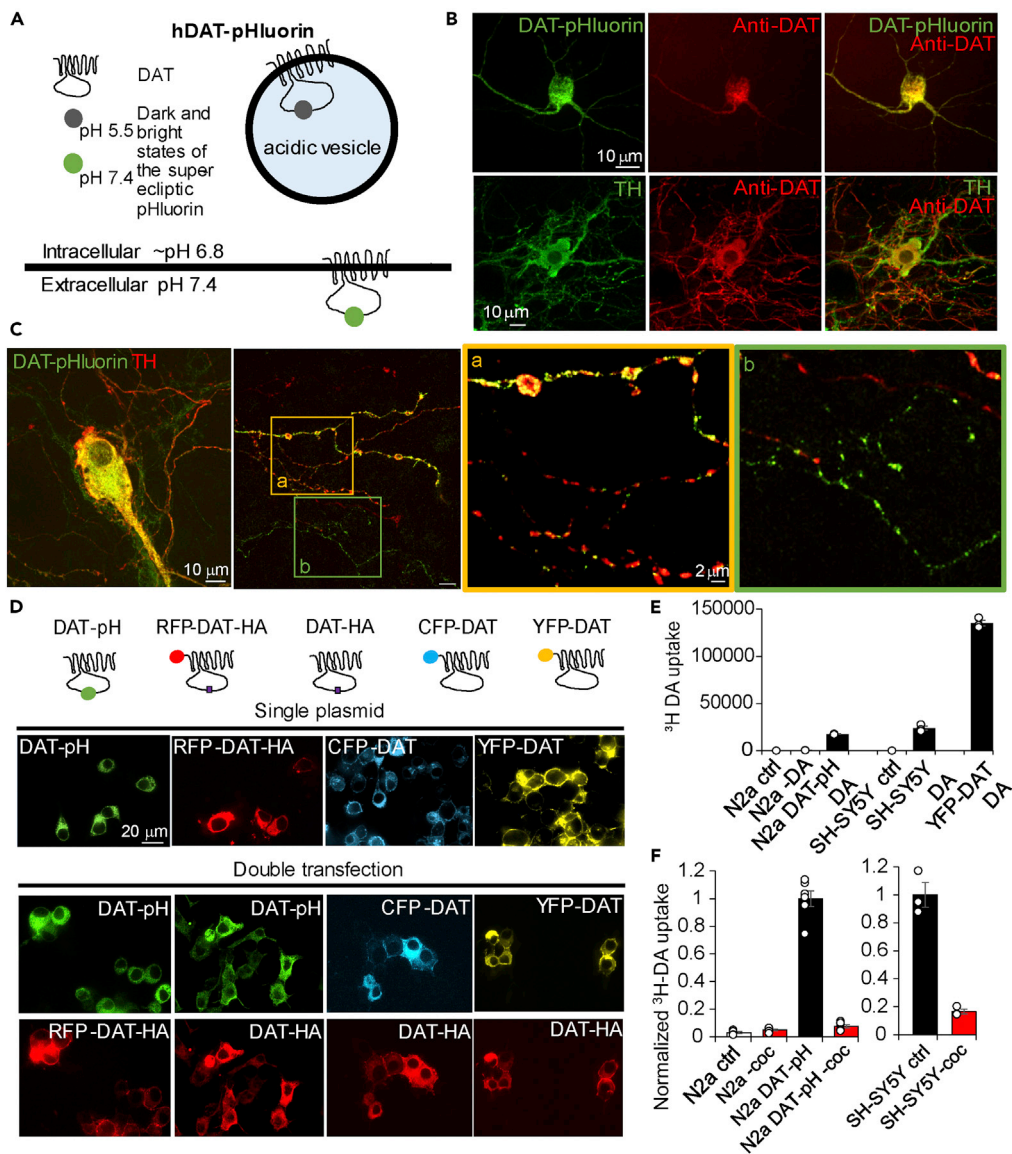 A
hDAT-pHluorin
DAT
pH 5.5
pH 7.4
Dark and
bright
states of
the super
ecliptic
pHluorin
acidic vesicle
Intracellular ~pH 6.8
Extracellular pH 7.4
B
DAT-pHluorin
Anti-DAT
DAT-pHluorin
Anti-DAT
10 μm
TH
Anti-DAT
TH
Anti-DAT
10 μm
C
DAT-pHluorin TH
10 μm
a
b
a
2 μm
b
D
DAT-pH
RFP-DAT-HA
DAT-HA
CFP-DAT
YFP-DAT
Single plasmid
DAT-pH
RFP-DAT-HA
CFP-DAT
YFP-DAT
20 μm
Double transfection
DAT-pH
DAT-pH
CFP-DAT
YFP-DAT
RFP-DAT-HA
DAT-HA
DAT-HA
DAT-HA
E
³H DA uptake
150000
100000
50000
0
N2a ctrl
N2a -DA
N2a DAT-pH
DA
SH-SY5Y ctrl
SH-SY5Y
DA
YFP-DAT
DA
F
Normalized ³H-DA uptake
1.2
1
0.8
0.6
0.4
0.2
0
N2a ctrl
N2a -coc
N2a DAT-pH
N2a DAT-pH -coc
1.2
1
0.8
0.6
0.4
0.2
0
SH-SY5Y ctrl
SH-SY5Y-coc